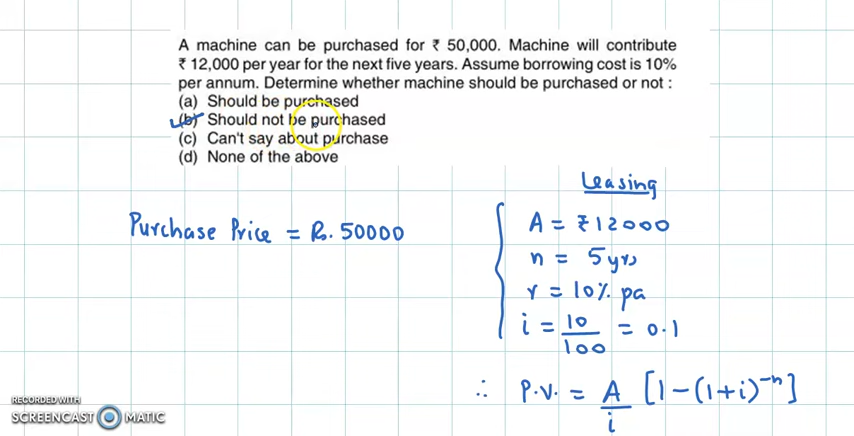 A machine can be purchased for ₹ 50,000. Machine will contribute
₹ 12,000 per year for the next five years. Assume borrowing cost is 10%
per annum. Determine whether machine should be purchased or not :
(a) Should be purchased
(b) Should not be purchased
(c) Can't say about purchase
(d) None of the above
Leasing
Purchase Price = Rs. 50000
A = ₹12000
n = 5yrs
r = 10% pa
i = 10/100 = 0.1
∴ P.V. = A/i [1-(1+i)⁻ⁿ]
RECORDED WITH
SCREENCAST MATIC